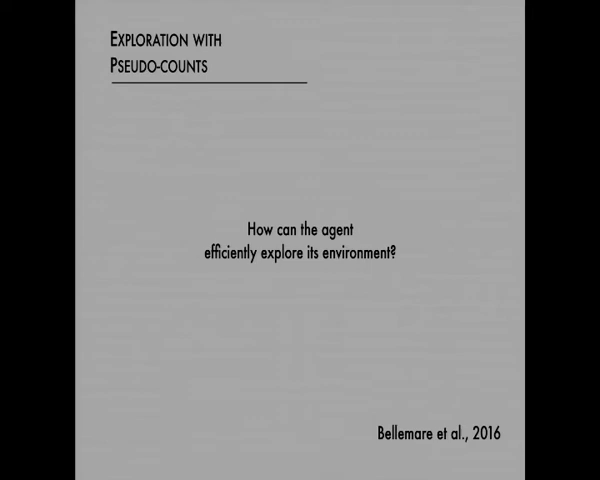 EXPLORATION WITH
PSEUDO-COUNTS
How can the agent
efficiently explore its environment?
Bellemare et al., 2016